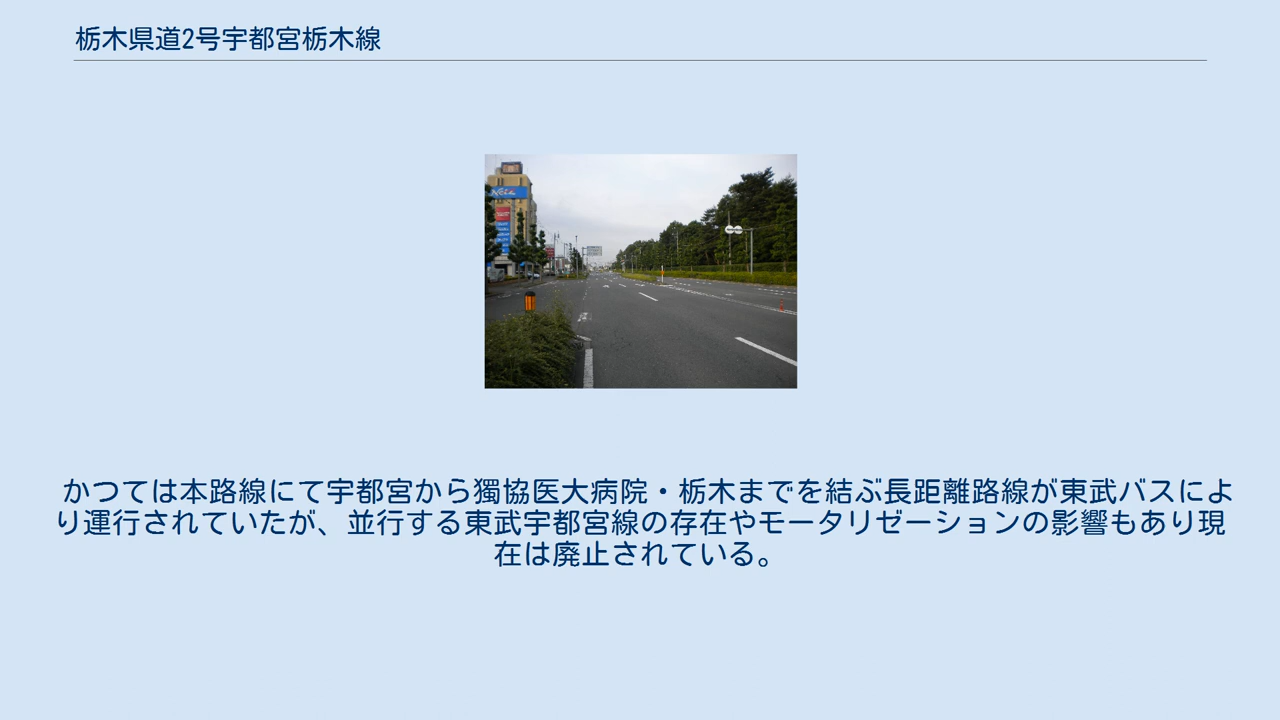 栃木県道2号宇都宮栃木線
かつては本路線にて宇都宮から獨協医大病院・栃木までを結ぶ長距離路線が東武バスによ
り運行されていたが、並行する東武宇都宮線の存在やモータリゼーションの影響もあり現
在は廃止されている。